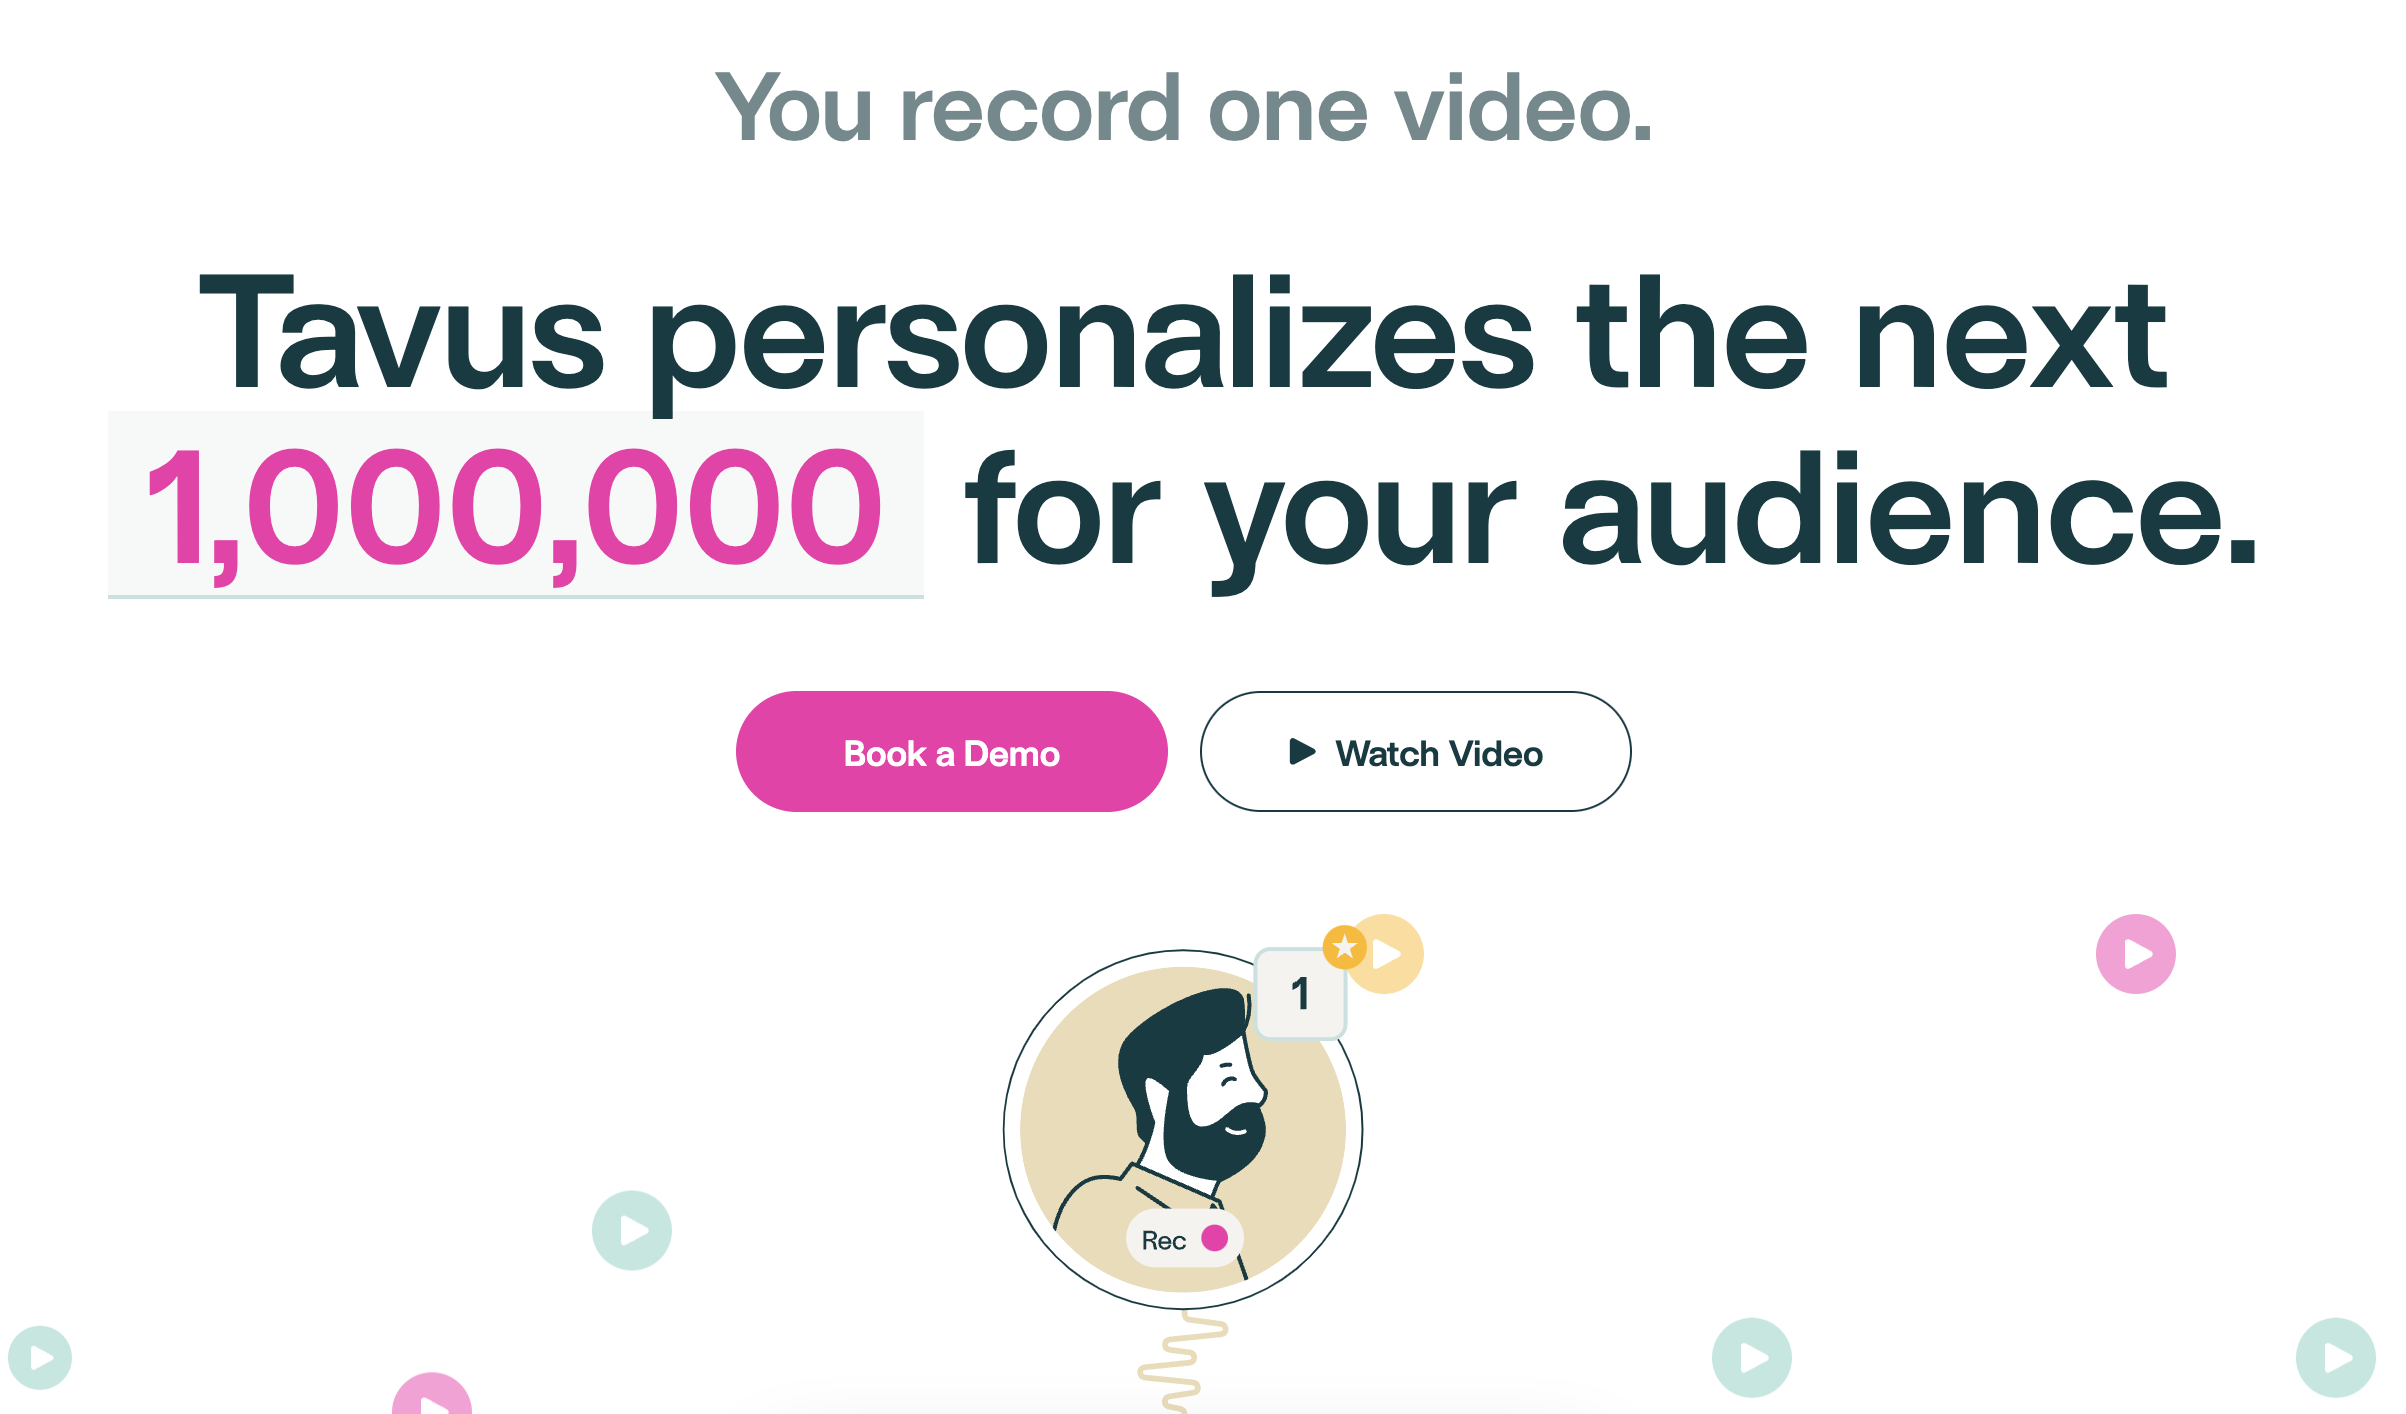 You record one video.
Tavus personalizes the next
1,000,000 for your audience.
Book a Demo
Watch Video
1
Rec